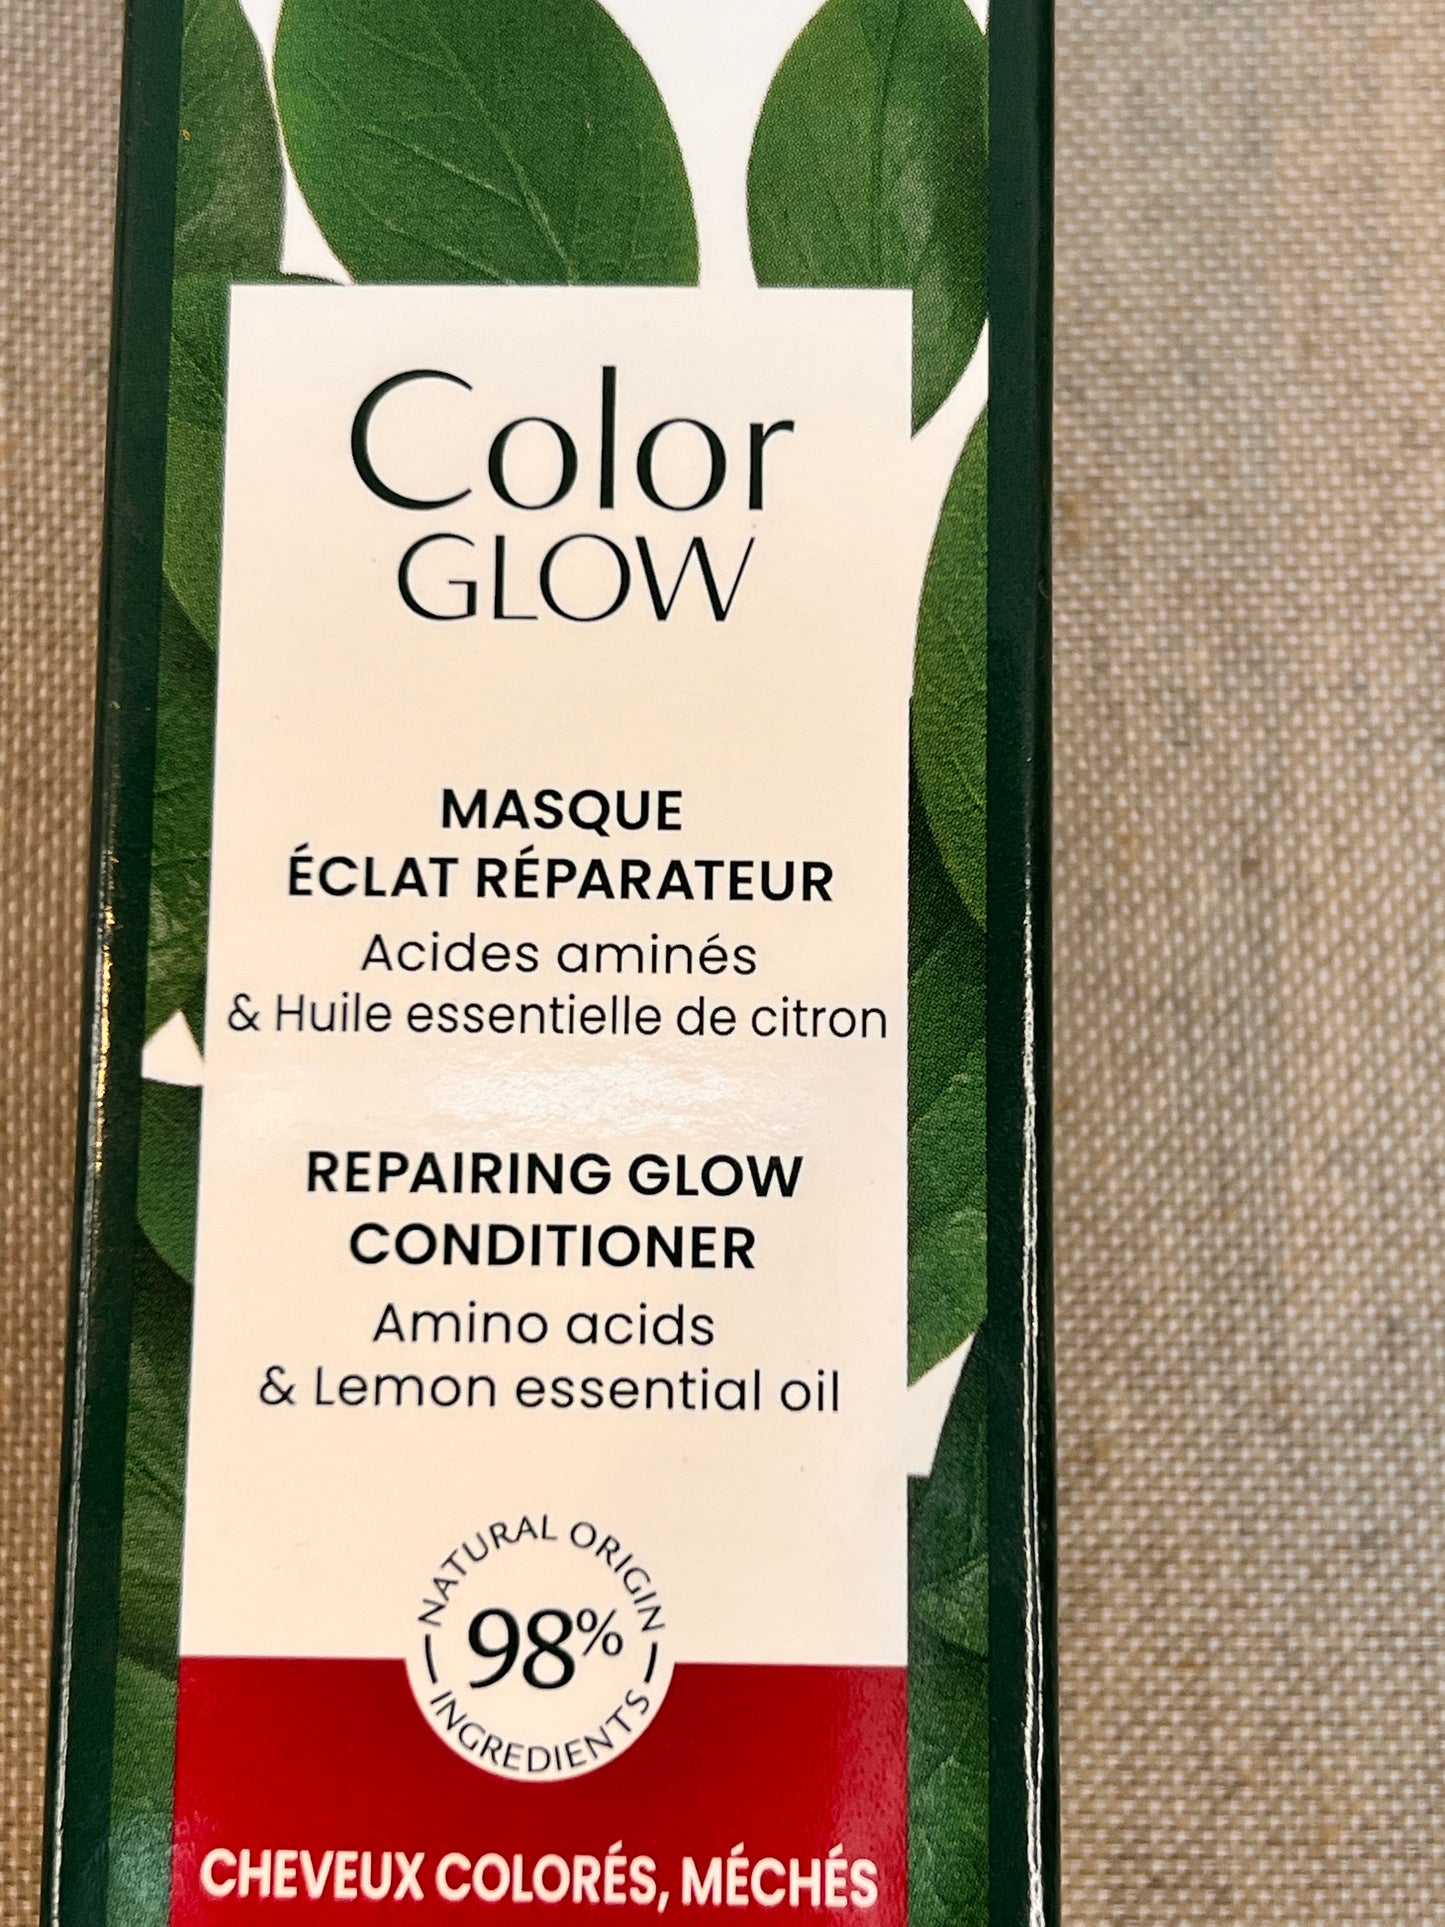 Color
GLOW
MASQUE
ÉCLAT RÉPARATEUR
Acides aminés
& Huile essentielle de citron
REPAIRING GLOW
CONDITIONER
Amino acids
& Lemon essential oil
NATURAL ORIGIN
98%
INGREDIENTS
CHEVEUX COLORÉS, MÉCHÉS